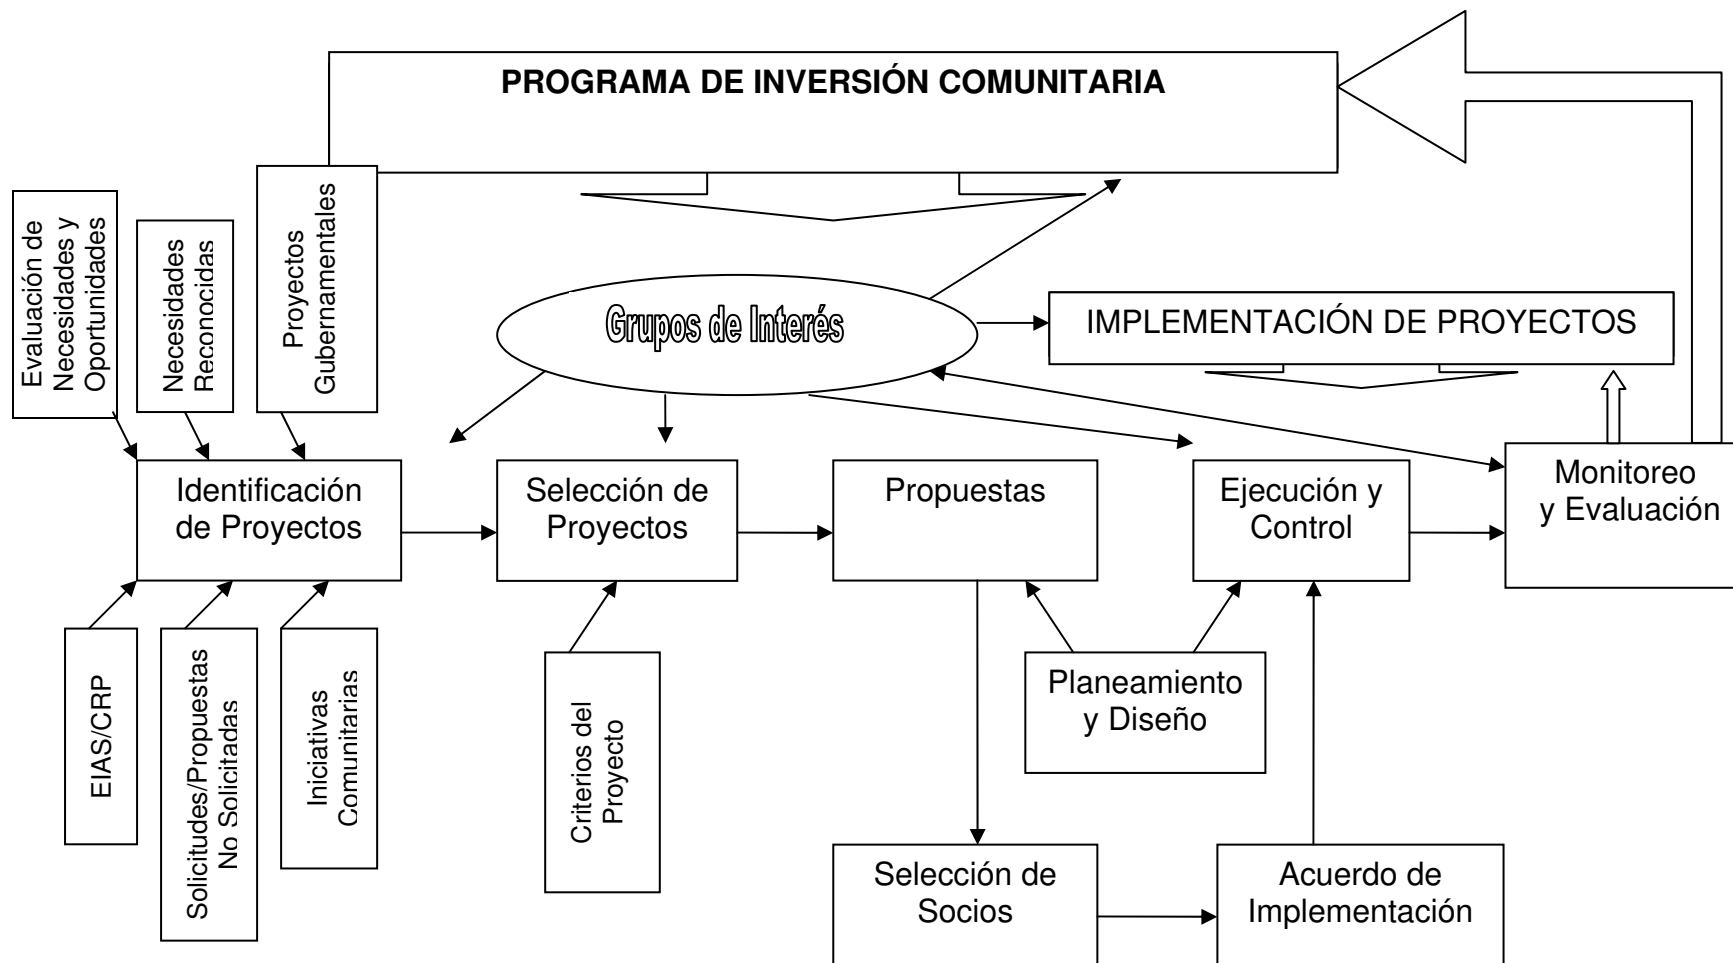 PROGRAMA DE INVERSIÓN COMUNITARIA
Evaluación de
Necesidades y
Oportunidades
Necesidades
Reconocidas
Proyectos
Gubernamentales
Grupos de Interés
IMPLEMENTACIÓN DE PROYECTOS
Identificación
de Proyectos
Selección de
Proyectos
Propuestas
Ejecución y
Control
Monitoreo
y Evaluación
EIAS/CRP
Solicitudes/Propuestas
No Solicitadas
Iniciativas
Comunitarias
Criterios del
Proyecto
Planeamiento
y Diseño
Selección de
Socios
Acuerdo de
Implementación